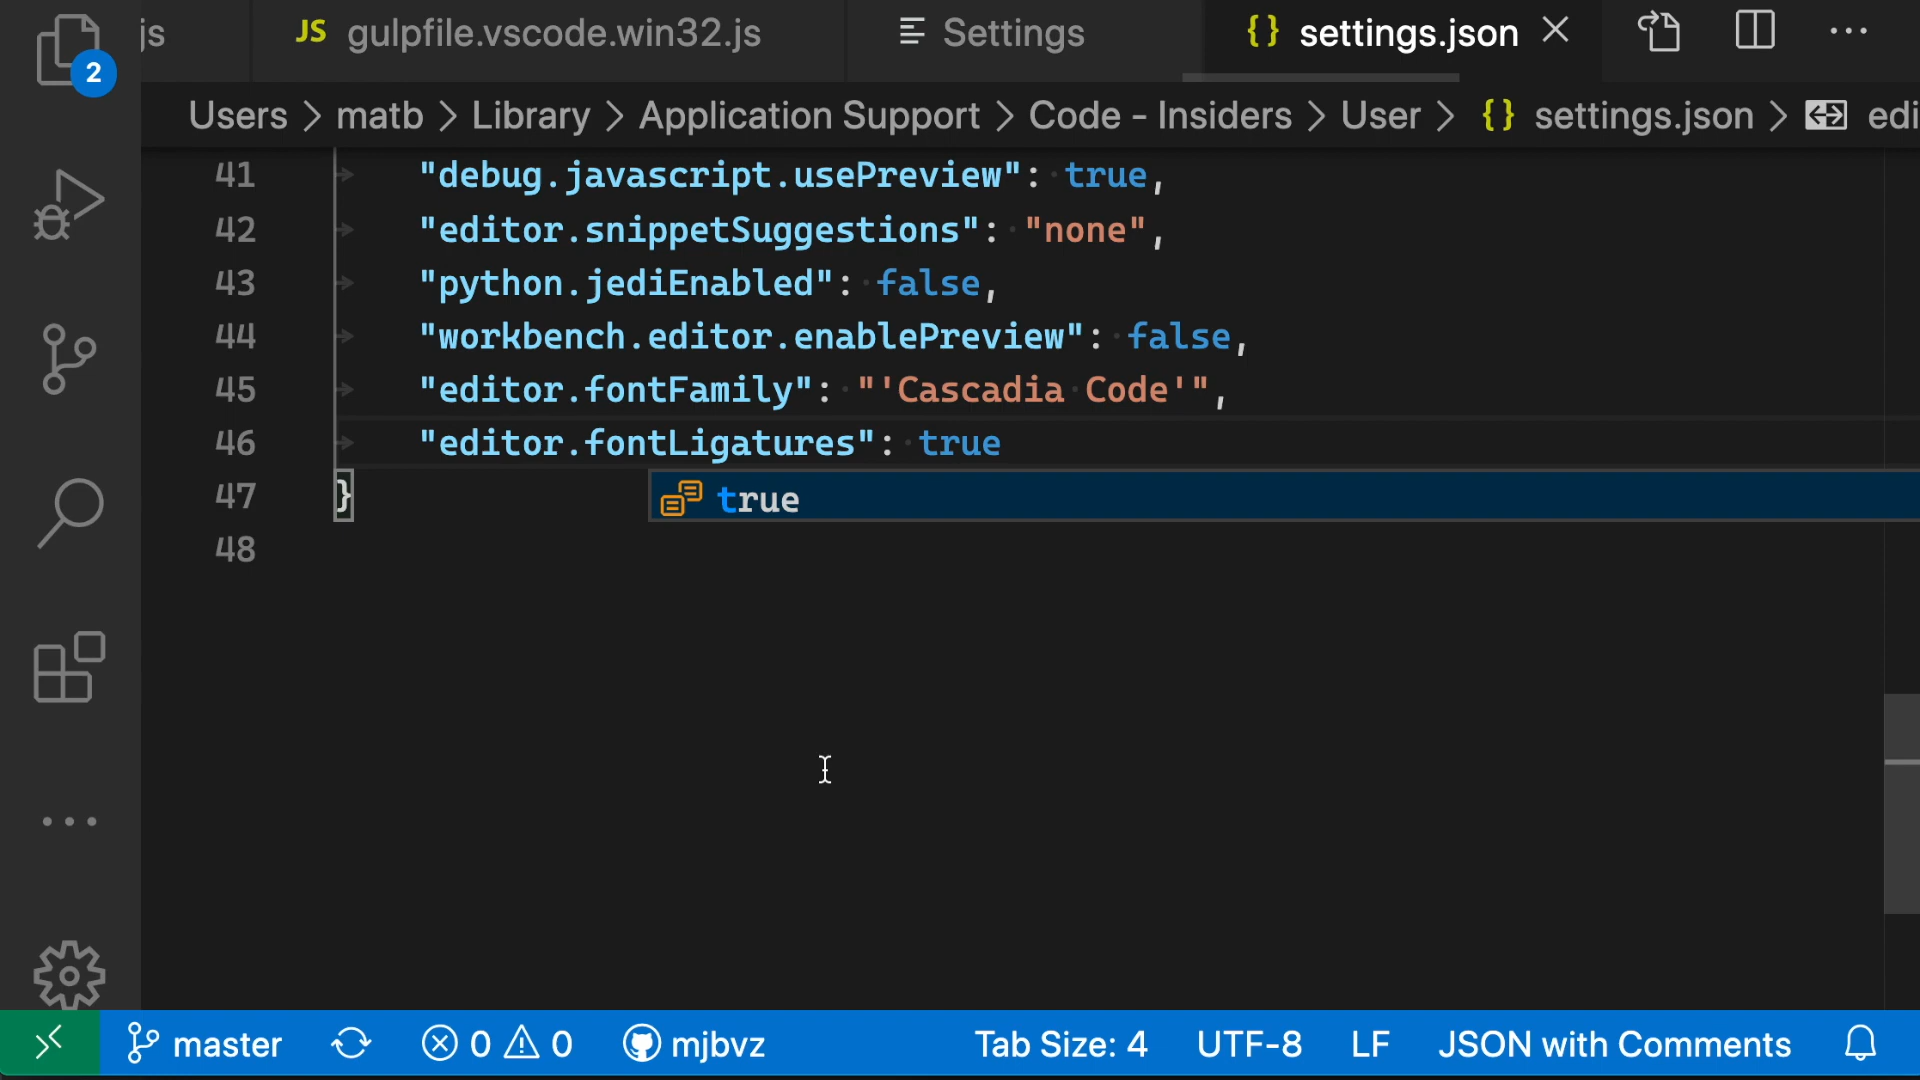 js JS gulpfile.vscode.win32.js Settings {} settings.json
2
Users > matb > Library > Application Support > Code - Insiders > User > {} settings.json > edi
41 "debug.javascript.usePreview": true,
42 "editor.snippetSuggestions": "none",
43 "python.jediEnabled": false,
44 "workbench.editor.enablePreview": false,
45 "editor.fontFamily": "'Cascadia Code'",
46 "editor.fontLigatures": true
47 }
true
48
master 0 0 mjbvz Tab Size: 4 UTF-8 LF JSON with Comments